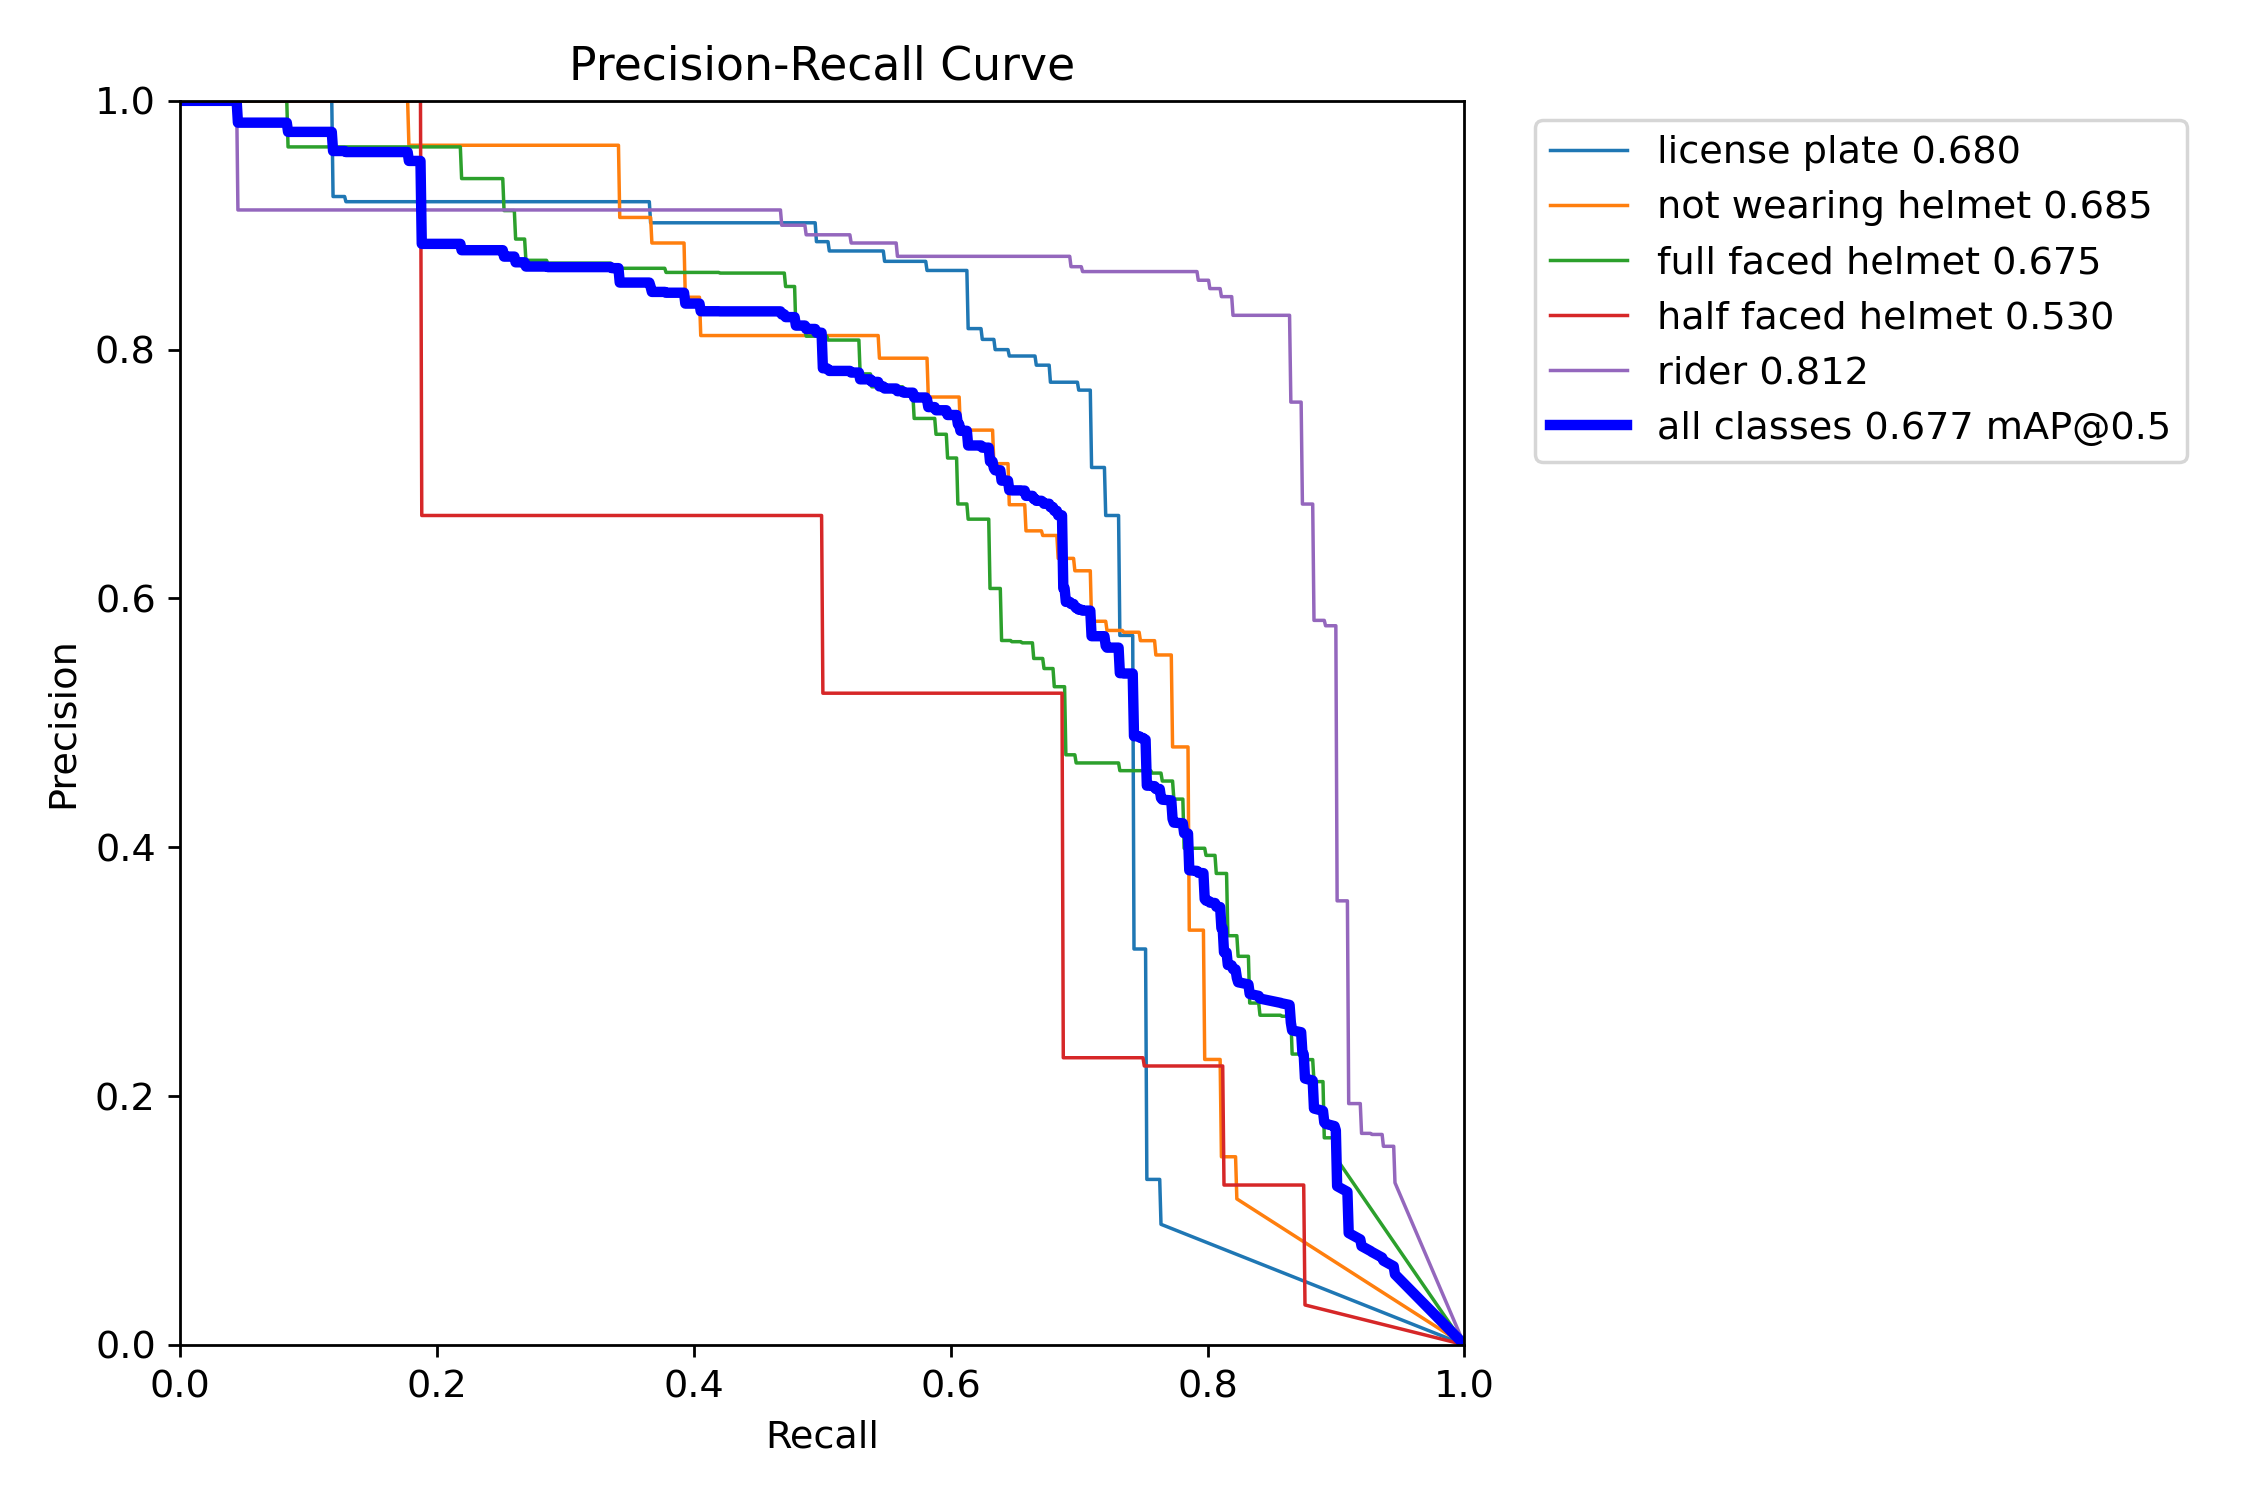 Precision-Recall Curve
1.0
0.8
0.6
0.4
0.2
0.0
Precision
0.0 0.2 0.4 0.6 0.8 1.0
Recall
license plate 0.680
not wearing helmet 0.685
full faced helmet 0.675
half faced helmet 0.530
rider 0.812
all classes 0.677 mAP@0.5